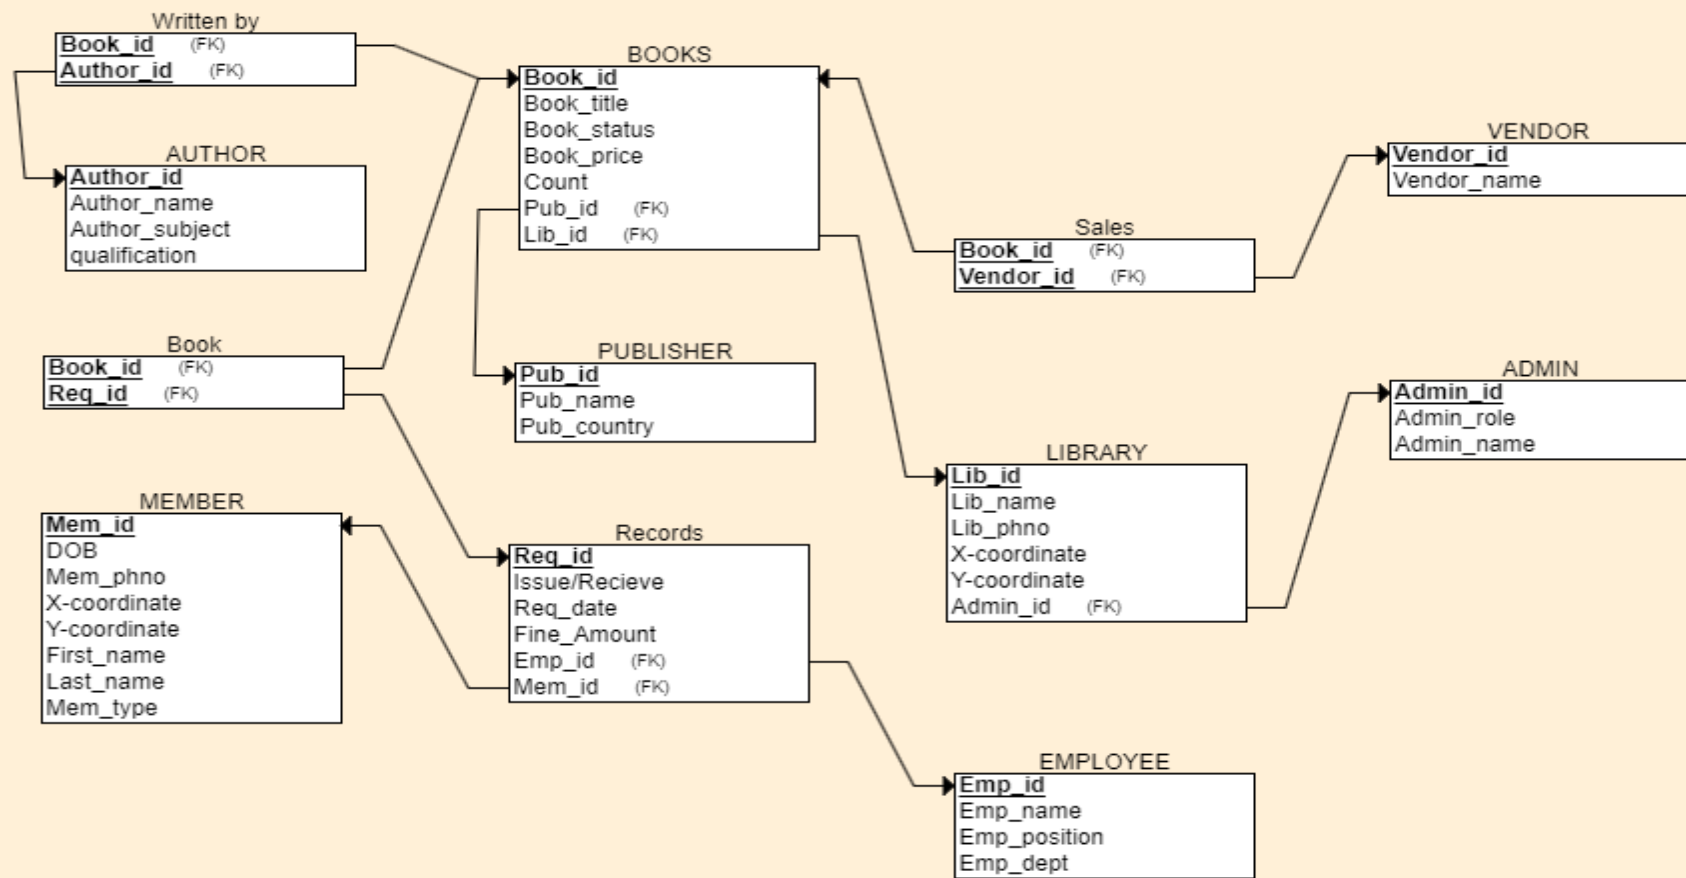 Written by
Book_id (FK)
Author_id (FK)
AUTHOR
Author_id
Author_name
Author_subject
qualification
Book
Book_id (FK)
Req_id (FK)
MEMBER
Mem_id
DOB
Mem_phno
X-coordinate
Y-coordinate
First_name
Last_name
Mem_type
BOOKS
Book_id
Book_title
Book_status
Book_price
Count
Pub_id (FK)
Lib_id (FK)
PUBLISHER
Pub_id
Pub_name
Pub_country
Records
Req_id
Issue/Recieve
Req_date
Fine_Amount
Emp_id (FK)
Mem_id (FK)
Sales
Book_id (FK)
Vendor_id (FK)
LIBRARY
Lib_id
Lib_name
Lib_phno
X-coordinate
Y-coordinate
Admin_id (FK)
EMPLOYEE
Emp_id
Emp_name
Emp_position
Emp_dept
VENDOR
Vendor_id
Vendor_name
ADMIN
Admin_id
Admin_role
Admin_name